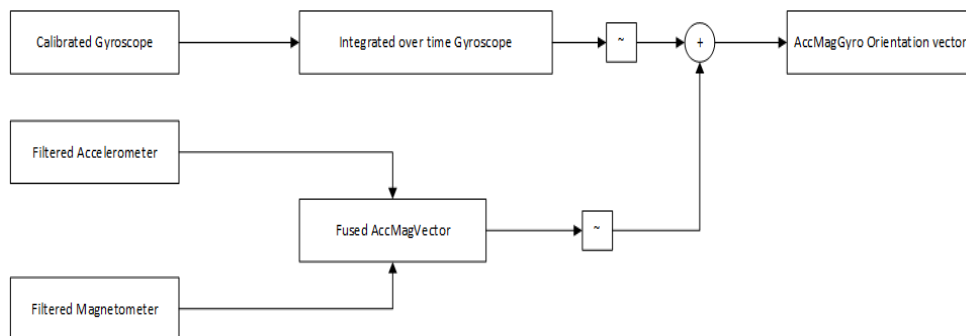 Calibrated Gyroscope
Integrated over time Gyroscope
~
+
AccMagGyro Orientation vector
Filtered Accelerometer
Fused AccMagVector
~
Filtered Magnetometer